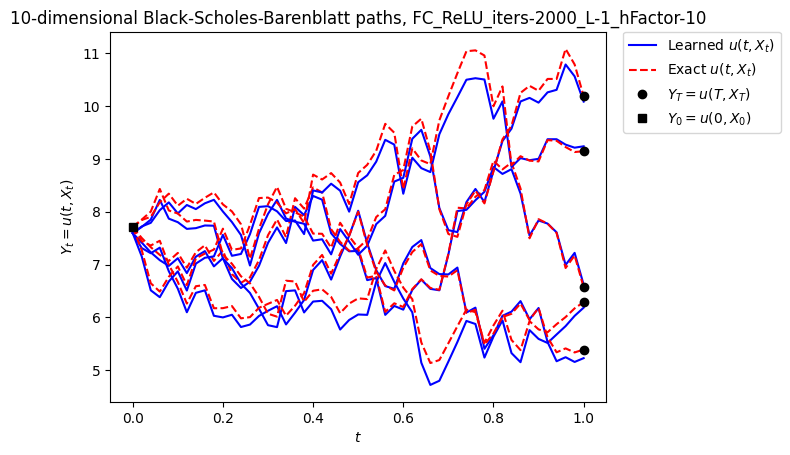 10-dimensional Black-Scholes-Barenblatt paths, FC_ReLU_iters-2000_L-1_hFactor-10
Learned u(t, X_t)
Exact u(t, X_t)
Y_T = u(T, X_T)
Y_0 = u(0, X_0)
Y_t = u(t, X_t)
11
10
9
8
7
6
5
0.0 0.2 0.4 0.6 0.8 1.0
t